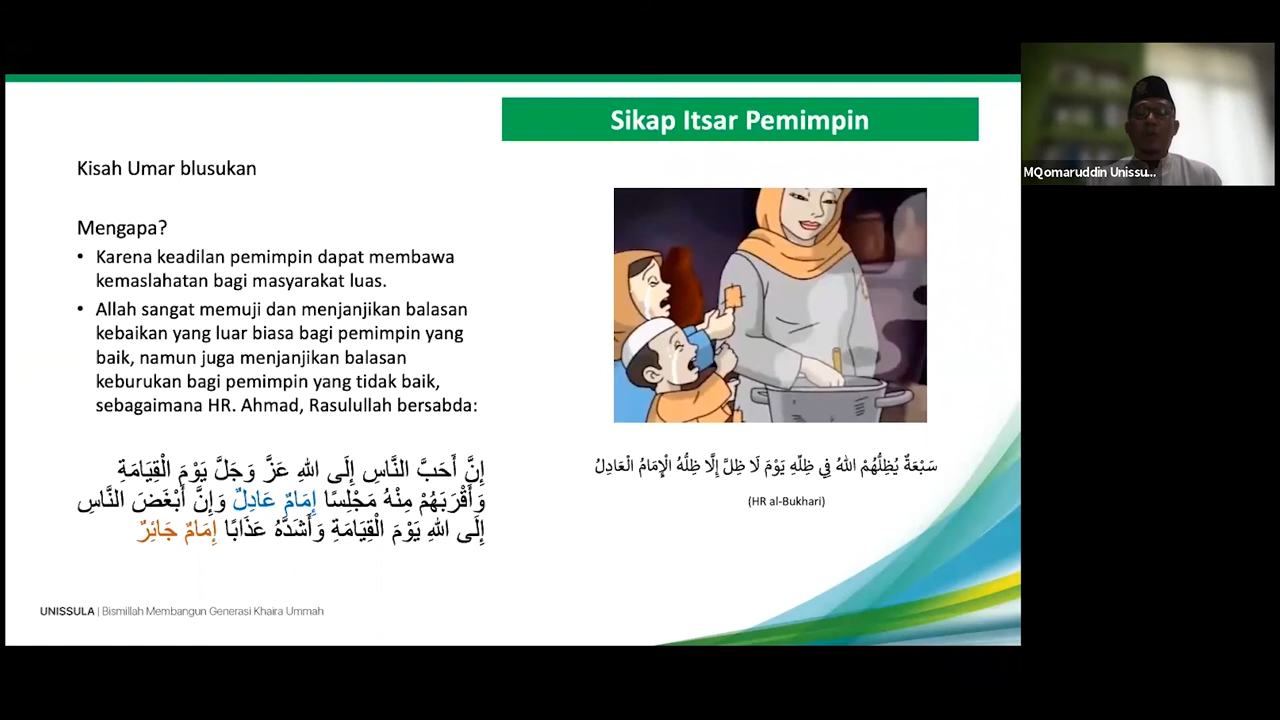 Sikap Itsar Pemimpin
MQomaruddin Unissu...
Kisah Umar blusukan
Mengapa?
• Karena keadilan pemimpin dapat membawa
kemaslahatan bagi masyarakat luas.
• Allah sangat memuji dan menjanjikan balasan
kebaikan yang luar biasa bagi pemimpin yang
baik, namun juga menjanjikan balasan
keburukan bagi pemimpin yang tidak baik,
sebagaimana HR. Ahmad, Rasulullah bersabda:
إِنَّ أَحَبَّ النَّاسِ إِلَى اللهِ عَزَّ وَجَلَّ يَوْمَ الْقِيَامَةِ
وَأَقْرَبَهُمْ مِنْهُ مَجْلِسًا إِمَامٌ عَادِلٌ وَإِنَّ أَبْغَضَ النَّاسِ
إِلَى اللهِ يَوْمَ الْقِيَامَةِ وَأَشَدَّهُ عَذَابًا إِمَامٌ جَائِرٌ
سَبْعَةٌ يُظِلُّهُمْ اللهُ فِي ظِلِّهِ يَوْمَ لَا ظِلَّ إِلَّا ظِلُّهُ الْإِمَامُ الْعَادِلُ
(HR al-Bukhari)
UNISSULA | Bismillah Membangun Generasi Khaira Ummah